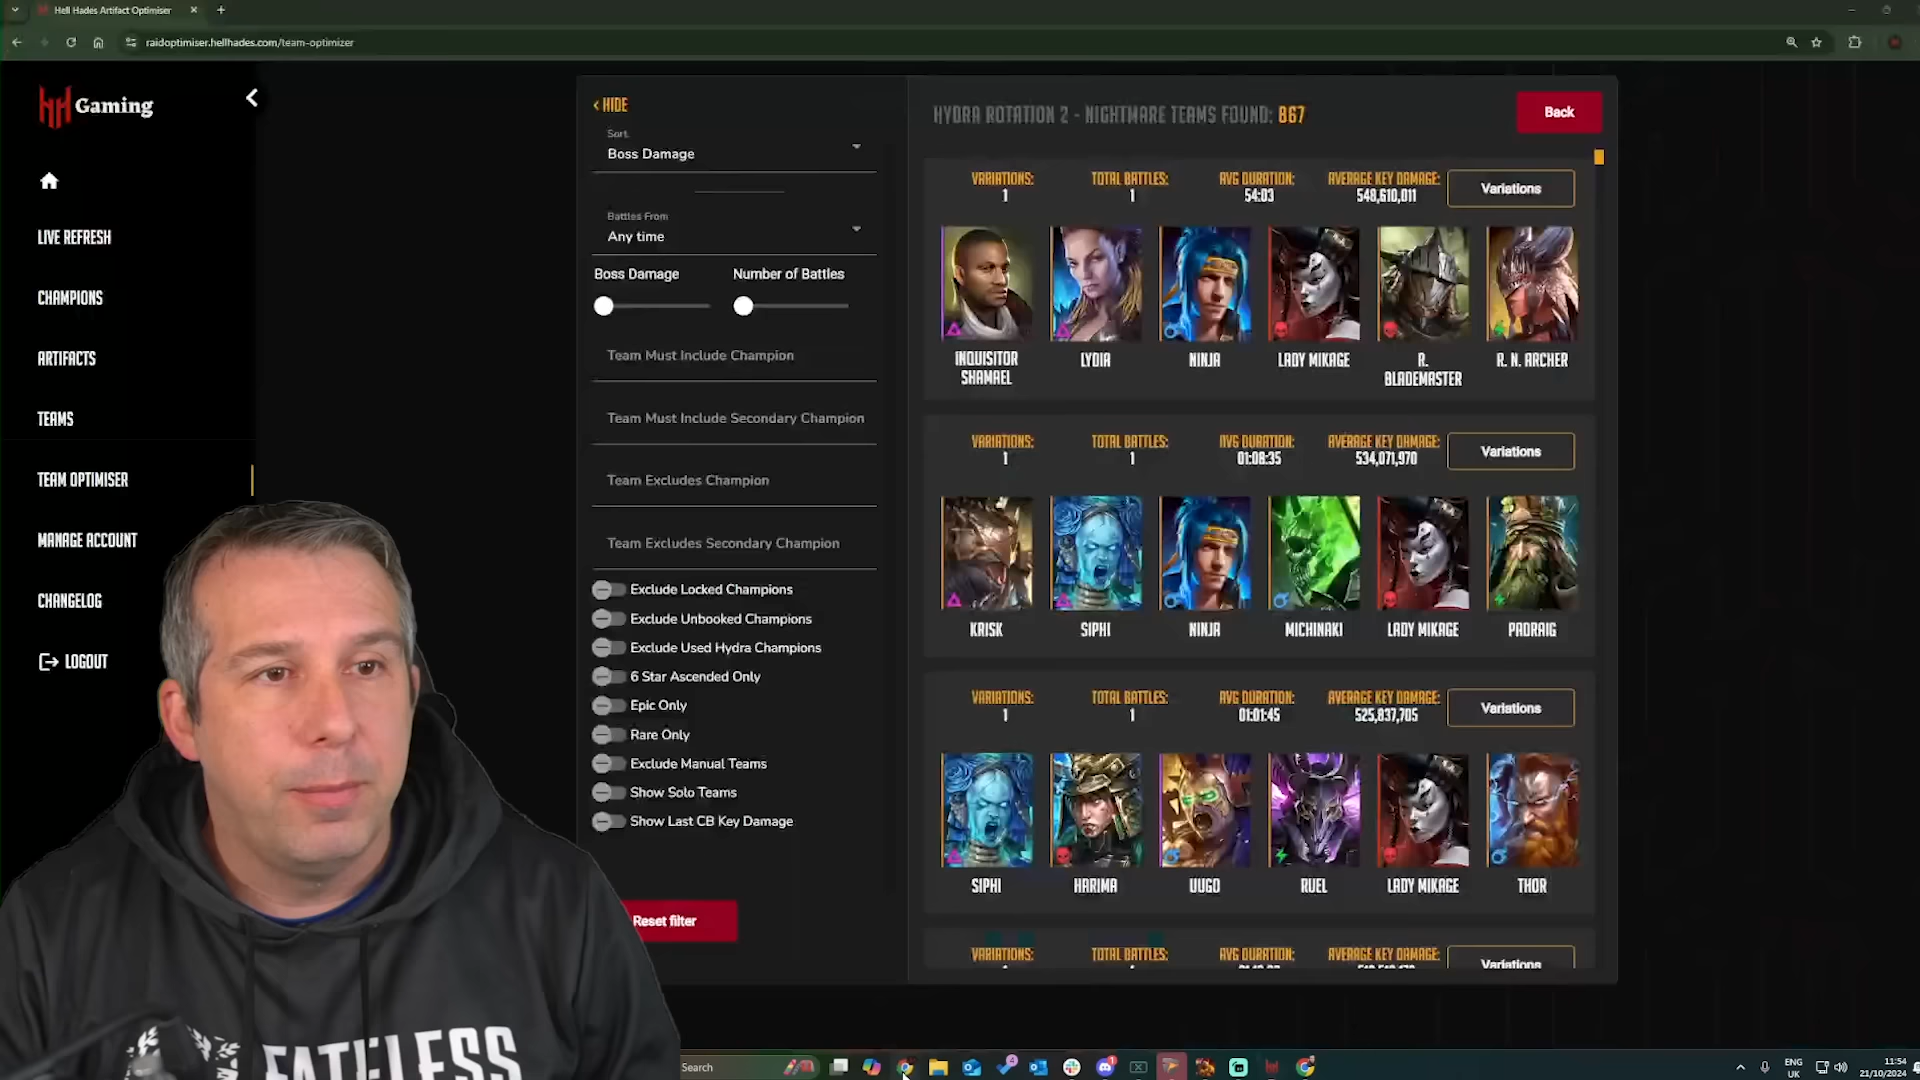 Hell Hades Artifact Optimiser
raidoptimiser.hellhades.com/team-optimizer
Gaming
LIVE REFRESH
CHAMPIONS
ARTIFACTS
TEAMS
TEAM OPTIMISER
MANAGE ACCOUNT
CHANGELOG
LOGOUT
< HIDE
Sort
Boss Damage
Battles From
Any time
Boss Damage
Number of Battles
Team Must Include Champion
Team Must Include Secondary Champion
Team Excludes Champion
Team Excludes Secondary Champion
Exclude Locked Champions
Exclude Unbooked Champions
Exclude Used Hydra Champions
6 Star Ascended Only
Epic Only
Rare Only
Exclude Manual Teams
Show Solo Teams
Show Last CB Key Damage
Reset filter
HYDRA ROTATION 2 - NIGHTMARE TEAMS FOUND: 867
Back
VARIATIONS: TOTAL BATTLES: AVG DURATION: AVERAGE KEY DAMAGE:
1 1 54:03 548,610,011
Variations
INQUISITOR SHAMAEL
LYDIA
NINJA
LADY MIKAGE
R. BLADEMASTER
R. N. ARCHER
VARIATIONS: TOTAL BATTLES: AVG DURATION: AVERAGE KEY DAMAGE:
1 1 01:08:35 534,071,970
Variations
KRISK
SIPHI
NINJA
MICHINAKI
LADY MIKAGE
PADRAIG
VARIATIONS: TOTAL BATTLES: AVG DURATION: AVERAGE KEY DAMAGE:
1 1 01:01:45 525,837,705
Variations
SIPHI
HARIMA
UUGO
RUEL
LADY MIKAGE
THOR
VARIATIONS: TOTAL BATTLES: AVG DURATION: AVERAGE KEY DAMAGE:
Variations
FATELESS
Search
ENG
UK
11:54
21/10/2024